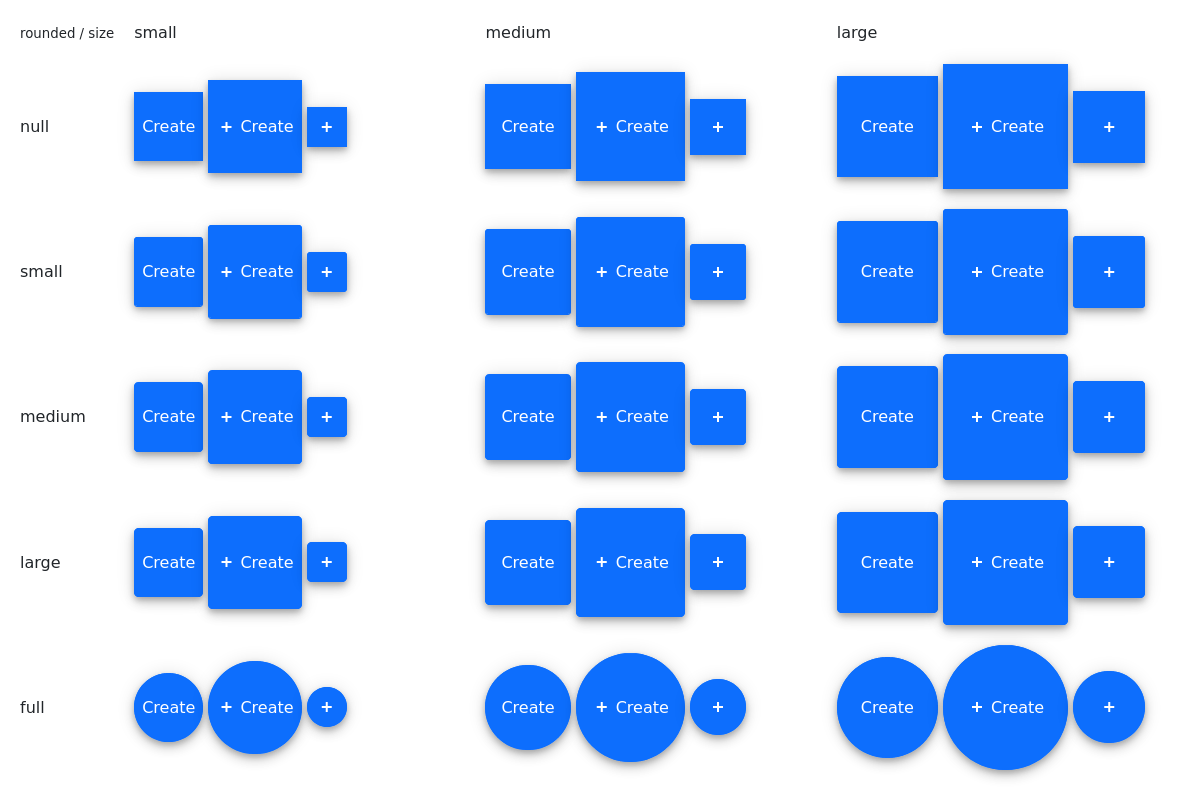 rounded / size small medium large
null Create + Create + Create + Create + Create + Create +
small Create + Create + Create + Create + Create + Create +
medium Create + Create + Create + Create + Create + Create +
large Create + Create + Create + Create + Create + Create +
full Create + Create + Create + Create + Create + Create +